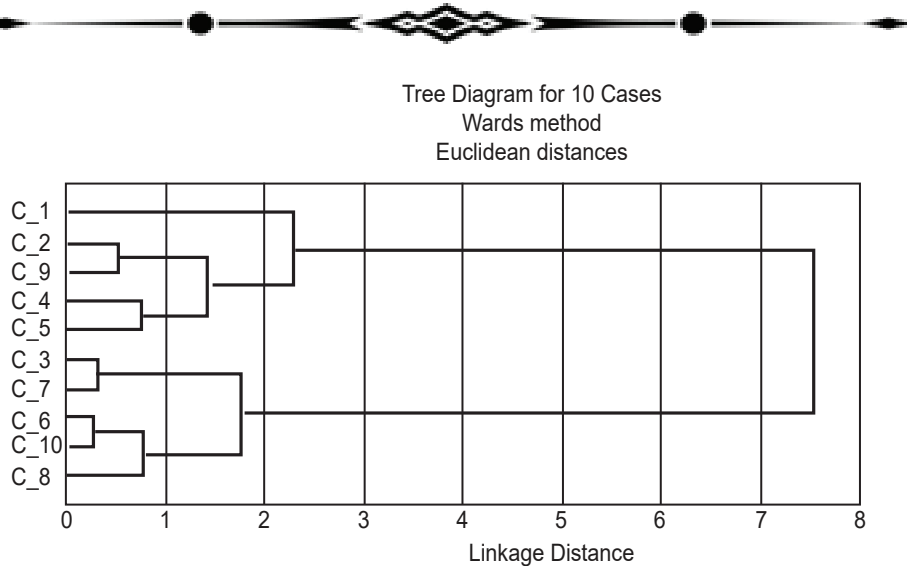 Tree Diagram for 10 Cases
Wards method
Euclidean distances
C_1
C_2
C_9
C_4
C_5
C_3
C_7
C_6
C_10
C_8
0 1 2 3 4 5 6 7 8
Linkage Distance